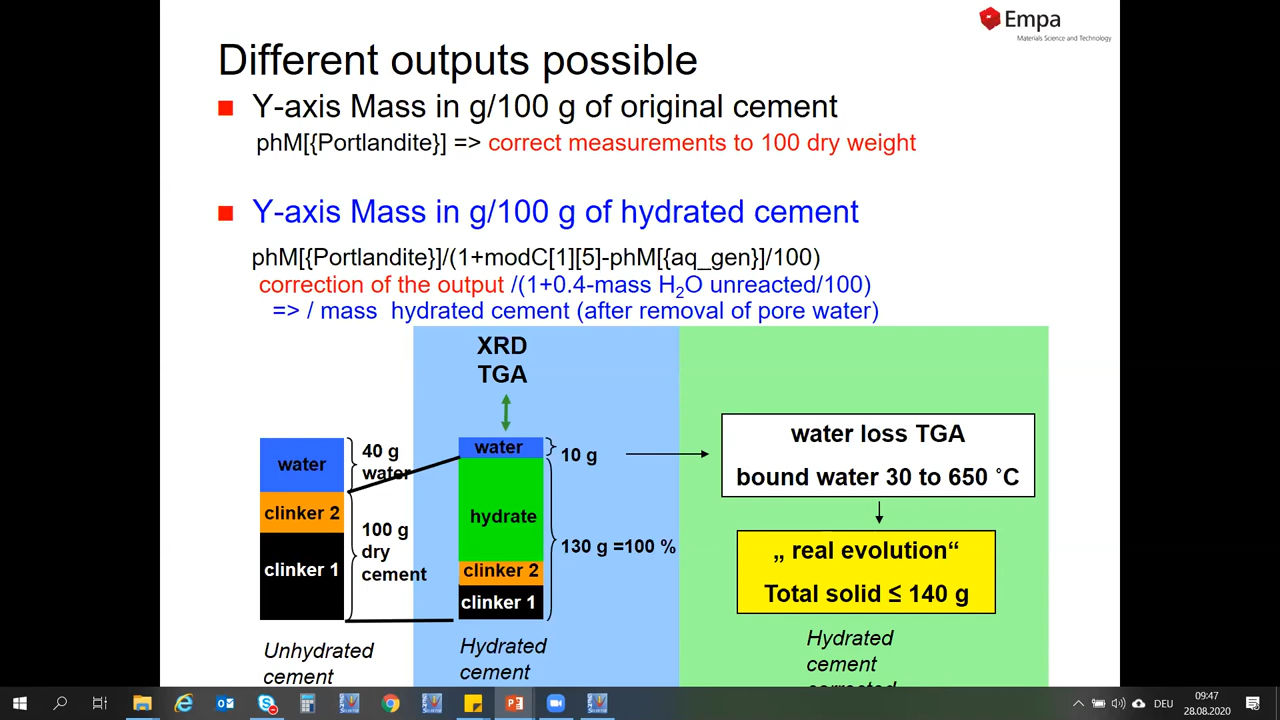 Empa
Materials Science and Technology
Different outputs possible
Y-axis Mass in g/100 g of original cement
phM[{Portlandite}] => correct measurements to 100 dry weight
Y-axis Mass in g/100 g of hydrated cement
phM[{Portlandite}]/(1+modC[1][5]-phM[{aq_gen}]/100)
correction of the output /(1+0.4-mass H₂O unreacted/100)
=> / mass hydrated cement (after removal of pore water)
XRD
TGA
water
clinker 2
clinker 1
40 g
water
100 g
dry
cement
Unhydrated
cement
water
hydrate
clinker 2
clinker 1
10 g
130 g =100 %
Hydrated
cement
water loss TGA
bound water 30 to 650 ˚C
„ real evolution“
Total solid ≤ 140 g
Hydrated
cement
corrected
DEU
09:47
28.08.2020